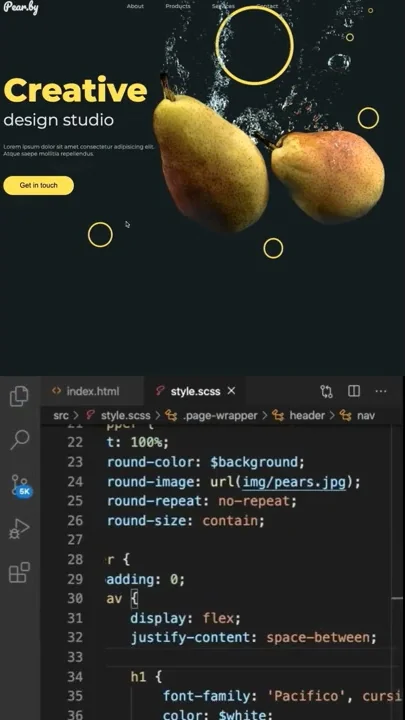 Pear.by
About Products Services Contact
Creative
design studio
Lorem ipsum dolor sit amet consectetur adipisicing elit.
Atque saepe mollitia repellendus.
Get in touch
index.html style.scss
src > style.scss > .page-wrapper > header > nav
22 t: 100%;
23 round-color: $background;
24 round-image: url(img/pears.jpg);
25 round-repeat: no-repeat;
26 round-size: contain;
27
28 r {
29 adding: 0;
30 av {
31 display: flex;
32 justify-content: space-between;
33
34 h1 {
35 font-family: 'Pacifico', cursi
36 color: $white;
5K